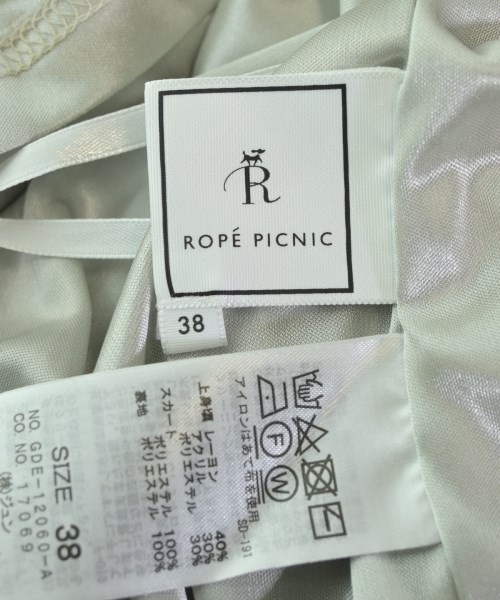 R
ROPÉ PICNIC
38
アイロンはあて布を使用
F
W
SD-191
上身頃 レーヨン 40%
アクリル 30%
ポリエステル 30%
スカート ポリエステル 100%
裏地 ポリエステル 100%
SIZE 38
NO. GDE-12060-A
CO.NO. 17069
(株)ジュン